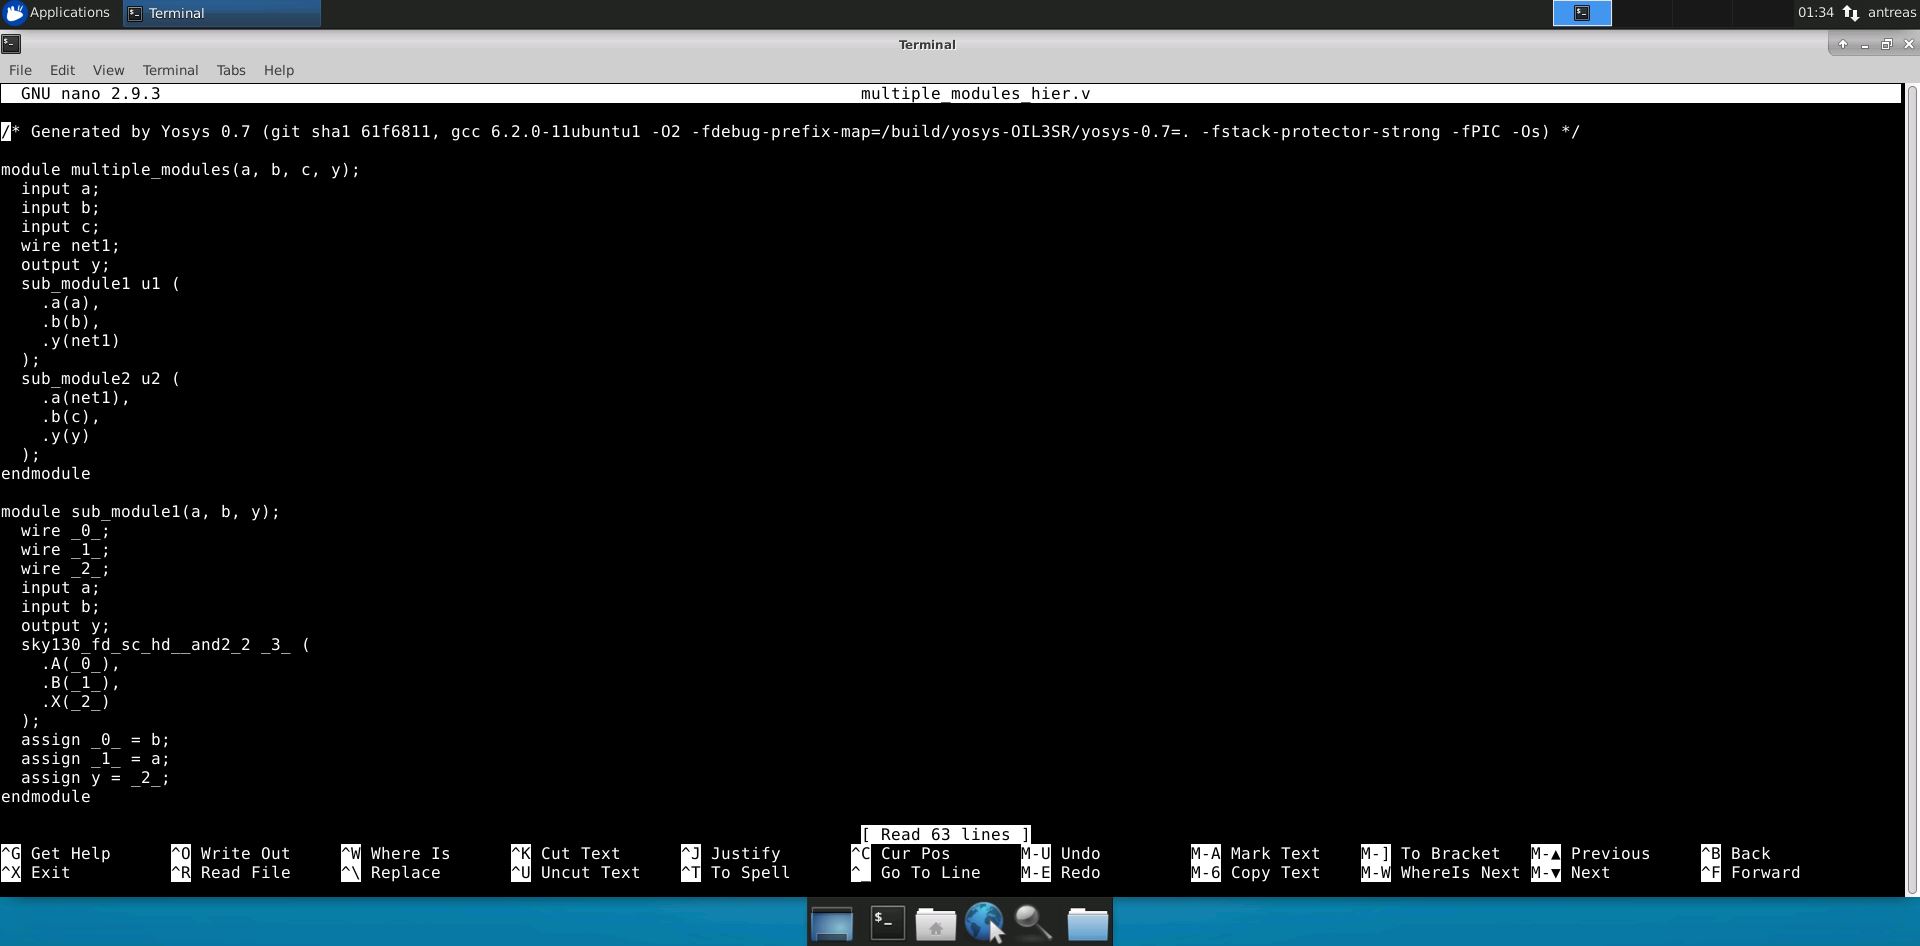 Applications Terminal 01:34 antreas
Terminal
File Edit View Terminal Tabs Help
GNU nano 2.9.3 multiple_modules_hier.v
/* Generated by Yosys 0.7 (git sha1 61f6811, gcc 6.2.0-11ubuntu1 -O2 -fdebug-prefix-map=/build/yosys-OIL3SR/yosys-0.7=. -fstack-protector-strong -fPIC -Os) */
module multiple_modules(a, b, c, y);
  input a;
  input b;
  input c;
  wire net1;
  output y;
  sub_module1 u1 (
    .a(a),
    .b(b),
    .y(net1)
  );
  sub_module2 u2 (
    .a(net1),
    .b(c),
    .y(y)
  );
endmodule
module sub_module1(a, b, y);
  wire _0_;
  wire _1_;
  wire _2_;
  input a;
  input b;
  output y;
  sky130_fd_sc_hd__and2_2 _3_ (
    .A(_0_),
    .B(_1_),
    .X(_2_)
  );
  assign _0_ = b;
  assign _1_ = a;
  assign y = _2_;
endmodule
[ Read 63 lines ]
^G Get Help ^O Write Out ^W Where Is ^K Cut Text ^J Justify ^C Cur Pos M-U Undo M-A Mark Text M-] To Bracket M-▲ Previous ^B Back
^X Exit ^R Read File ^\ Replace ^U Uncut Text ^T To Spell ^_ Go To Line M-E Redo M-6 Copy Text M-W WhereIs Next M-▼ Next ^F Forward